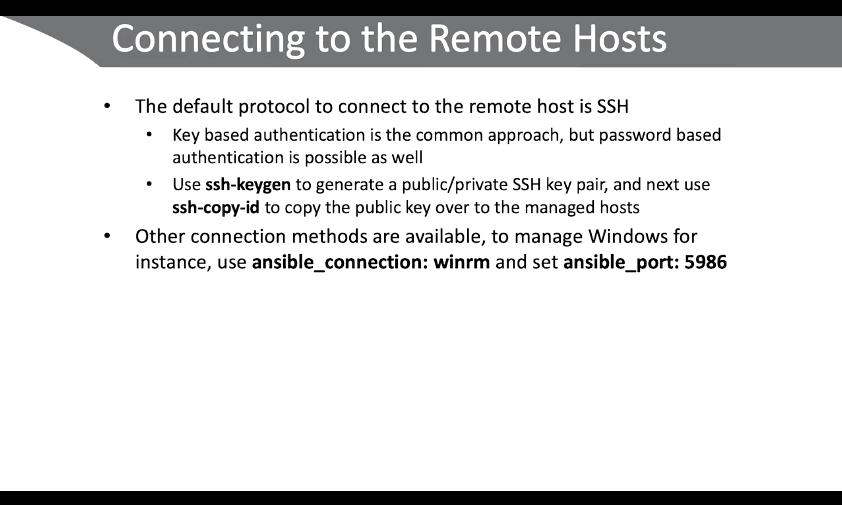 Connecting to the Remote Hosts
• The default protocol to connect to the remote host is SSH
• Key based authentication is the common approach, but password based
authentication is possible as well
• Use ssh-keygen to generate a public/private SSH key pair, and next use
ssh-copy-id to copy the public key over to the managed hosts
• Other connection methods are available, to manage Windows for
instance, use ansible_connection: winrm and set ansible_port: 5986